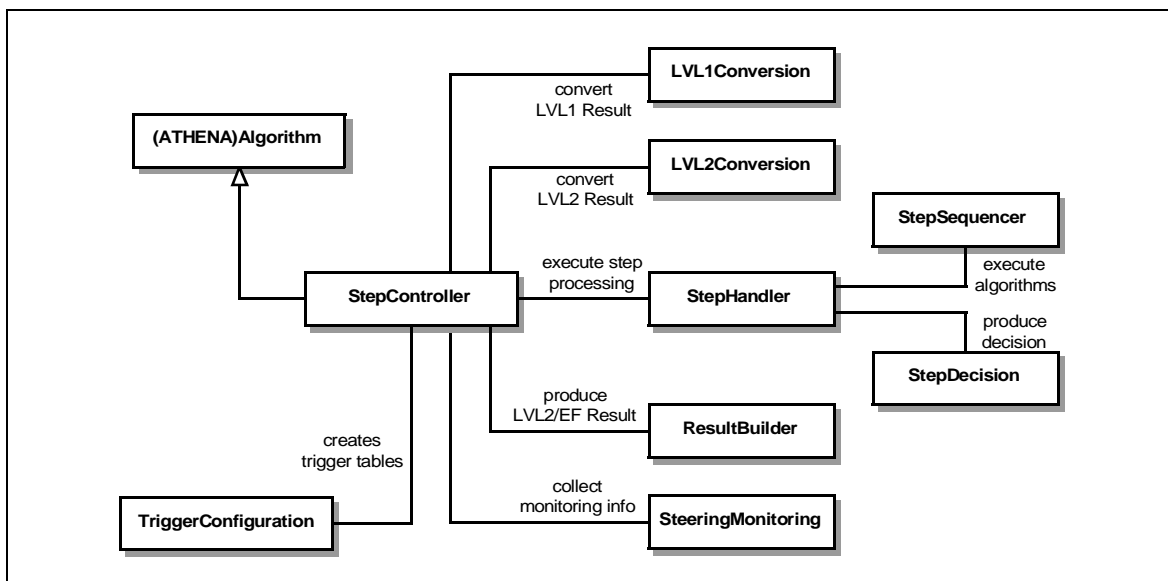 LVL1Conversion
convert
LVL1 Result
(ATHENA)Algorithm
LVL2Conversion
convert
LVL2 Result
StepSequencer
execute step
processing
execute
algorithms
StepController
StepHandler
produce
decision
StepDecision
produce
LVL2/EF Result
ResultBuilder
creates
trigger tables
collect
monitoring info
TriggerConfiguration
SteeringMonitoring